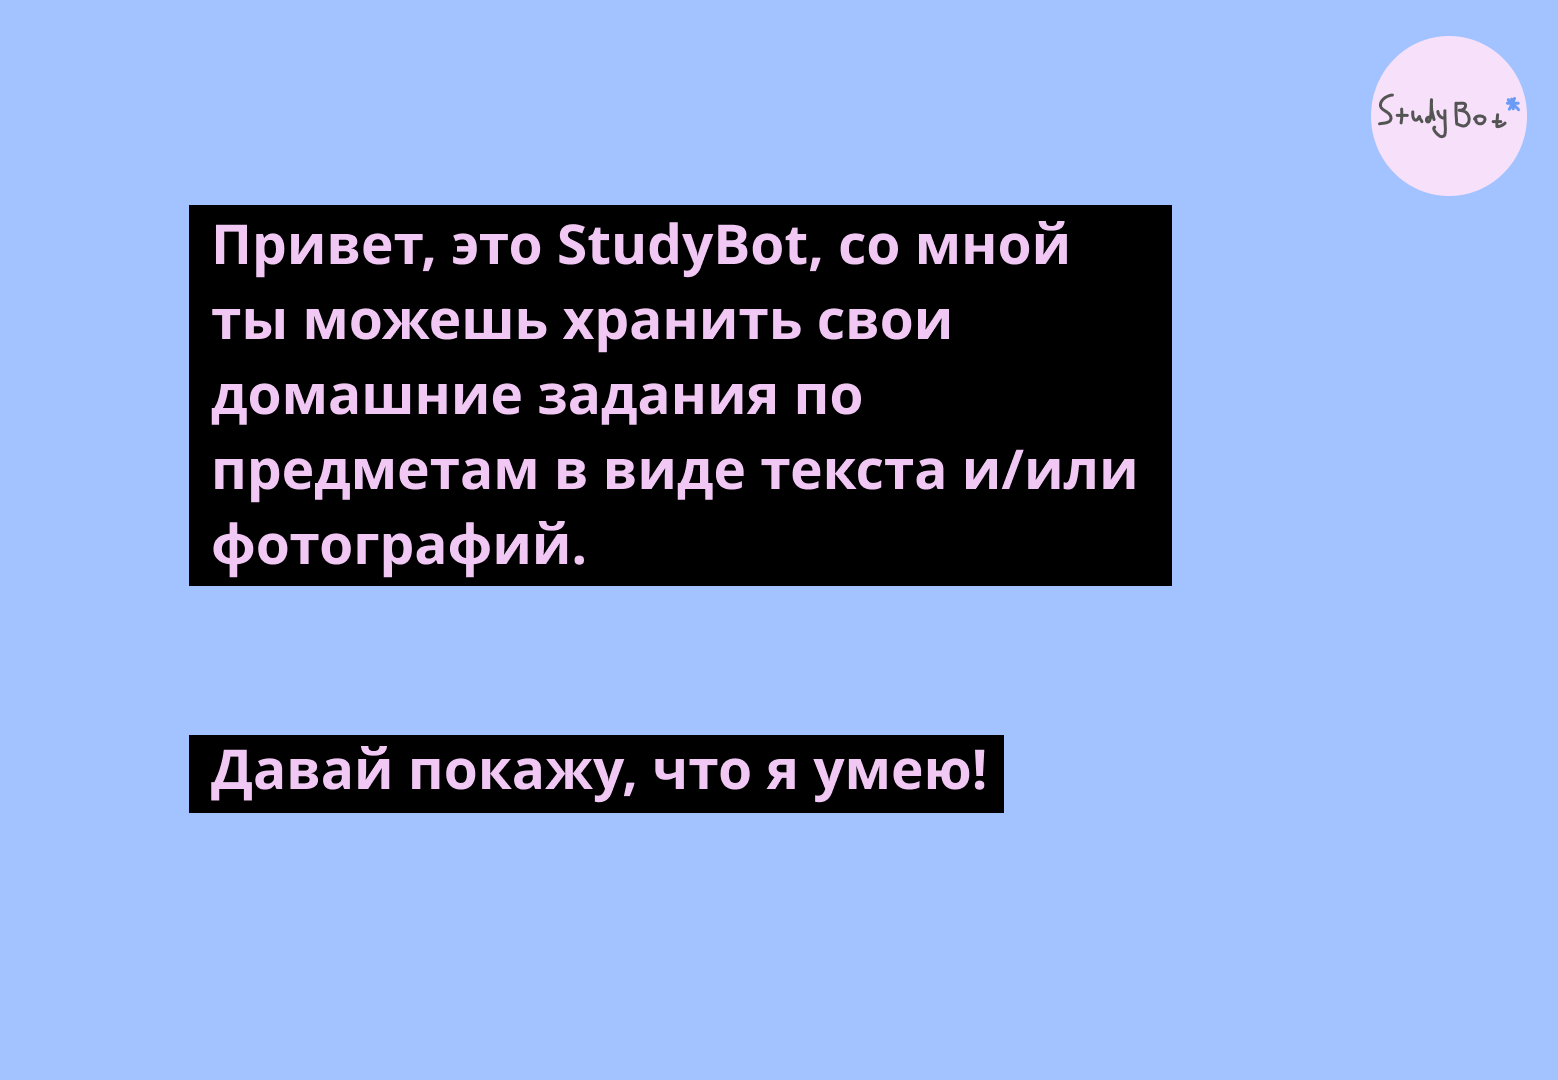 StudyBot*
Привет, это StudyBot, со мной
ты можешь хранить свои
домашние задания по
предметам в виде текста и/или
фотографий.
Давай покажу, что я умею!